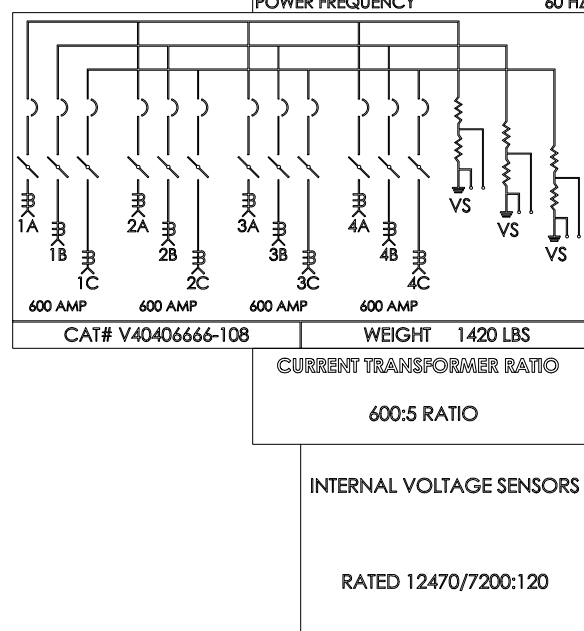 POWER FREQUENCY 60 HZ
1A 2A 3A 4A VS
1B 2B 3B 4B VS
1C 2C 3C 4C VS
600 AMP 600 AMP 600 AMP 600 AMP
CAT# V40406666-108 WEIGHT 1420 LBS
CURRENT TRANSFORMER RATIO
600:5 RATIO
INTERNAL VOLTAGE SENSORS
RATED 12470/7200:120